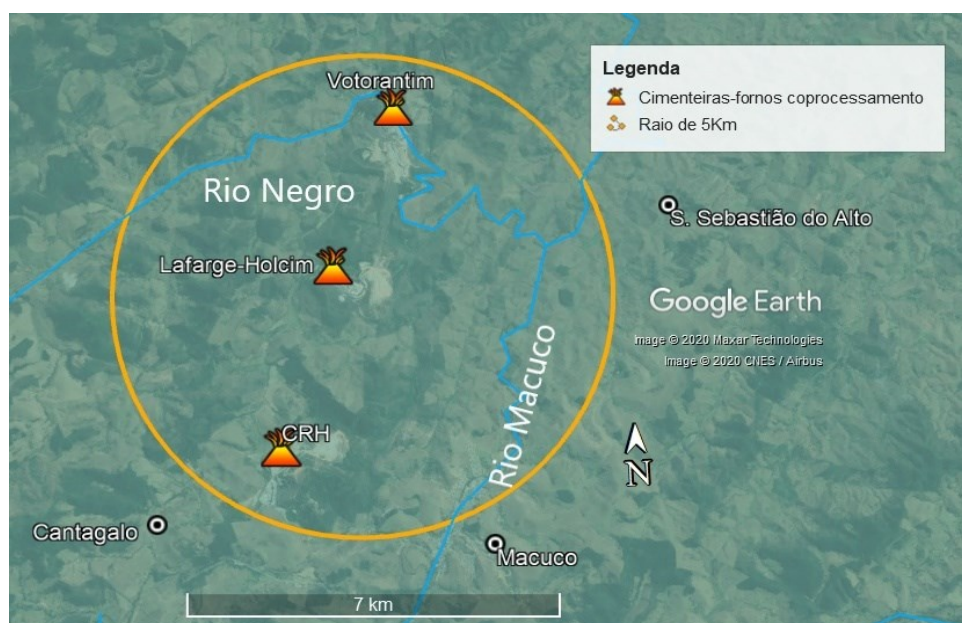 Votorantim
Legenda
Cimenteiras-fornos coprocessamento
Raio de 5Km
Rio Negro
S. Sebastião do Alto
Lafarge-Holcim
Google Earth
Image © 2020 Maxar Technologies
Image © 2020 CNES / Airbus
Rio Macuco
CRH
N
Cantagalo
Macuco
7 km